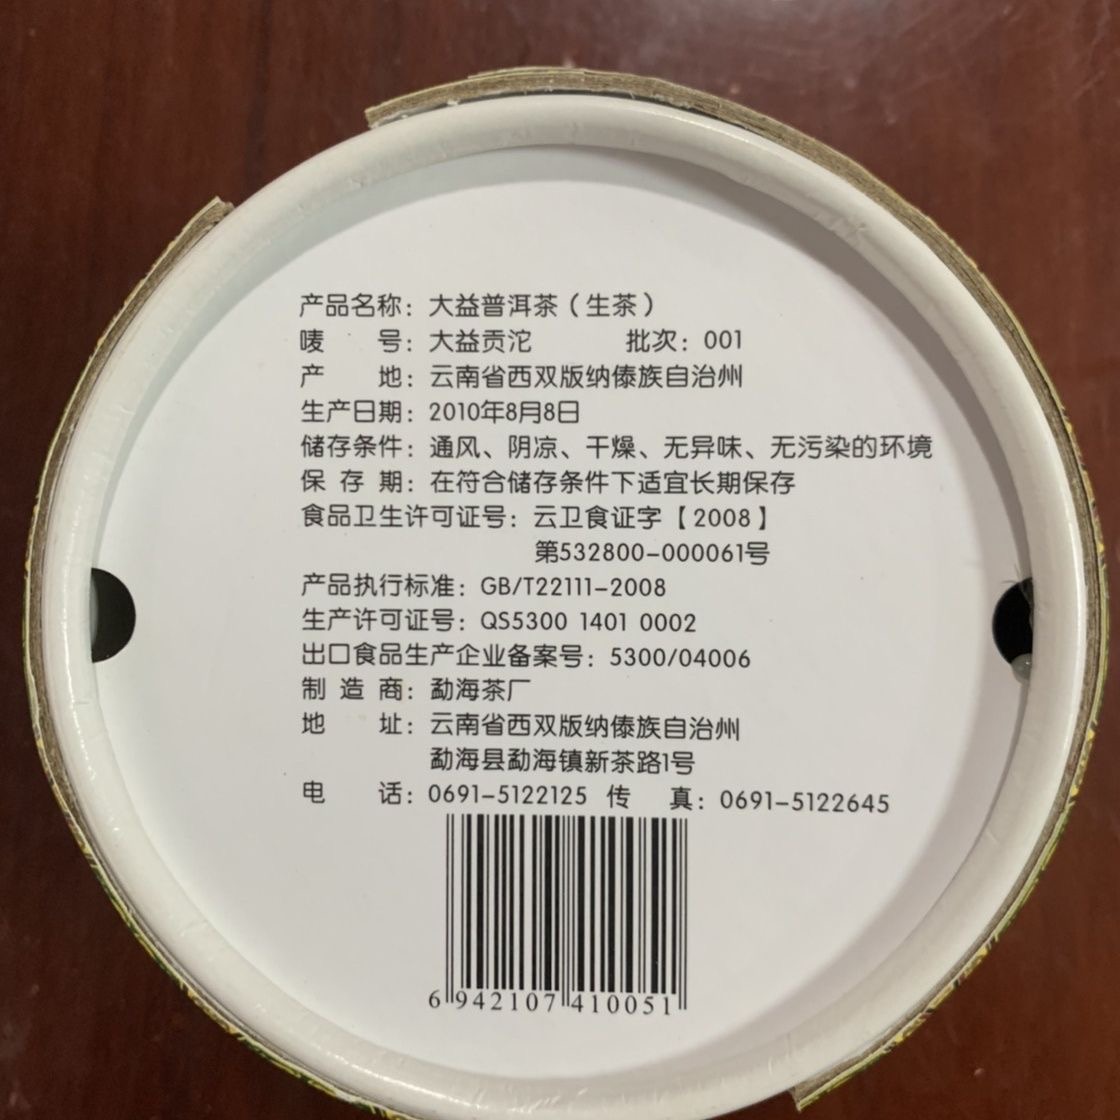 产品名称：大益普洱茶（生茶）
唛 号：大益贡沱 批次：001
产 地：云南省西双版纳傣族自治州
生产日期：2010年8月8日
储存条件：通风、阴凉、干燥、无异味、无污染的环境
保 存 期：在符合储存条件下适宜长期保存
食品卫生许可证号：云卫食证字【2008】
第532800-000061号
产品执行标准：GB/T22111-2008
生产许可证号：QS5300 1401 0002
出口食品生产企业备案号：5300/04006
制 造 商：勐海茶厂
地 址：云南省西双版纳傣族自治州
勐海县勐海镇新茶路1号
电 话：0691-5122125 传 真：0691-5122645
6 942107 410051